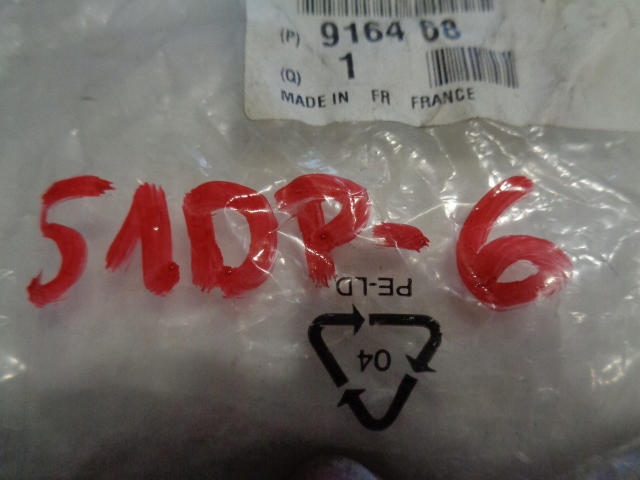 (P) 9164 08
(Q) 1
MADE IN FR FRANCE
51DP-6
PE-LD
04